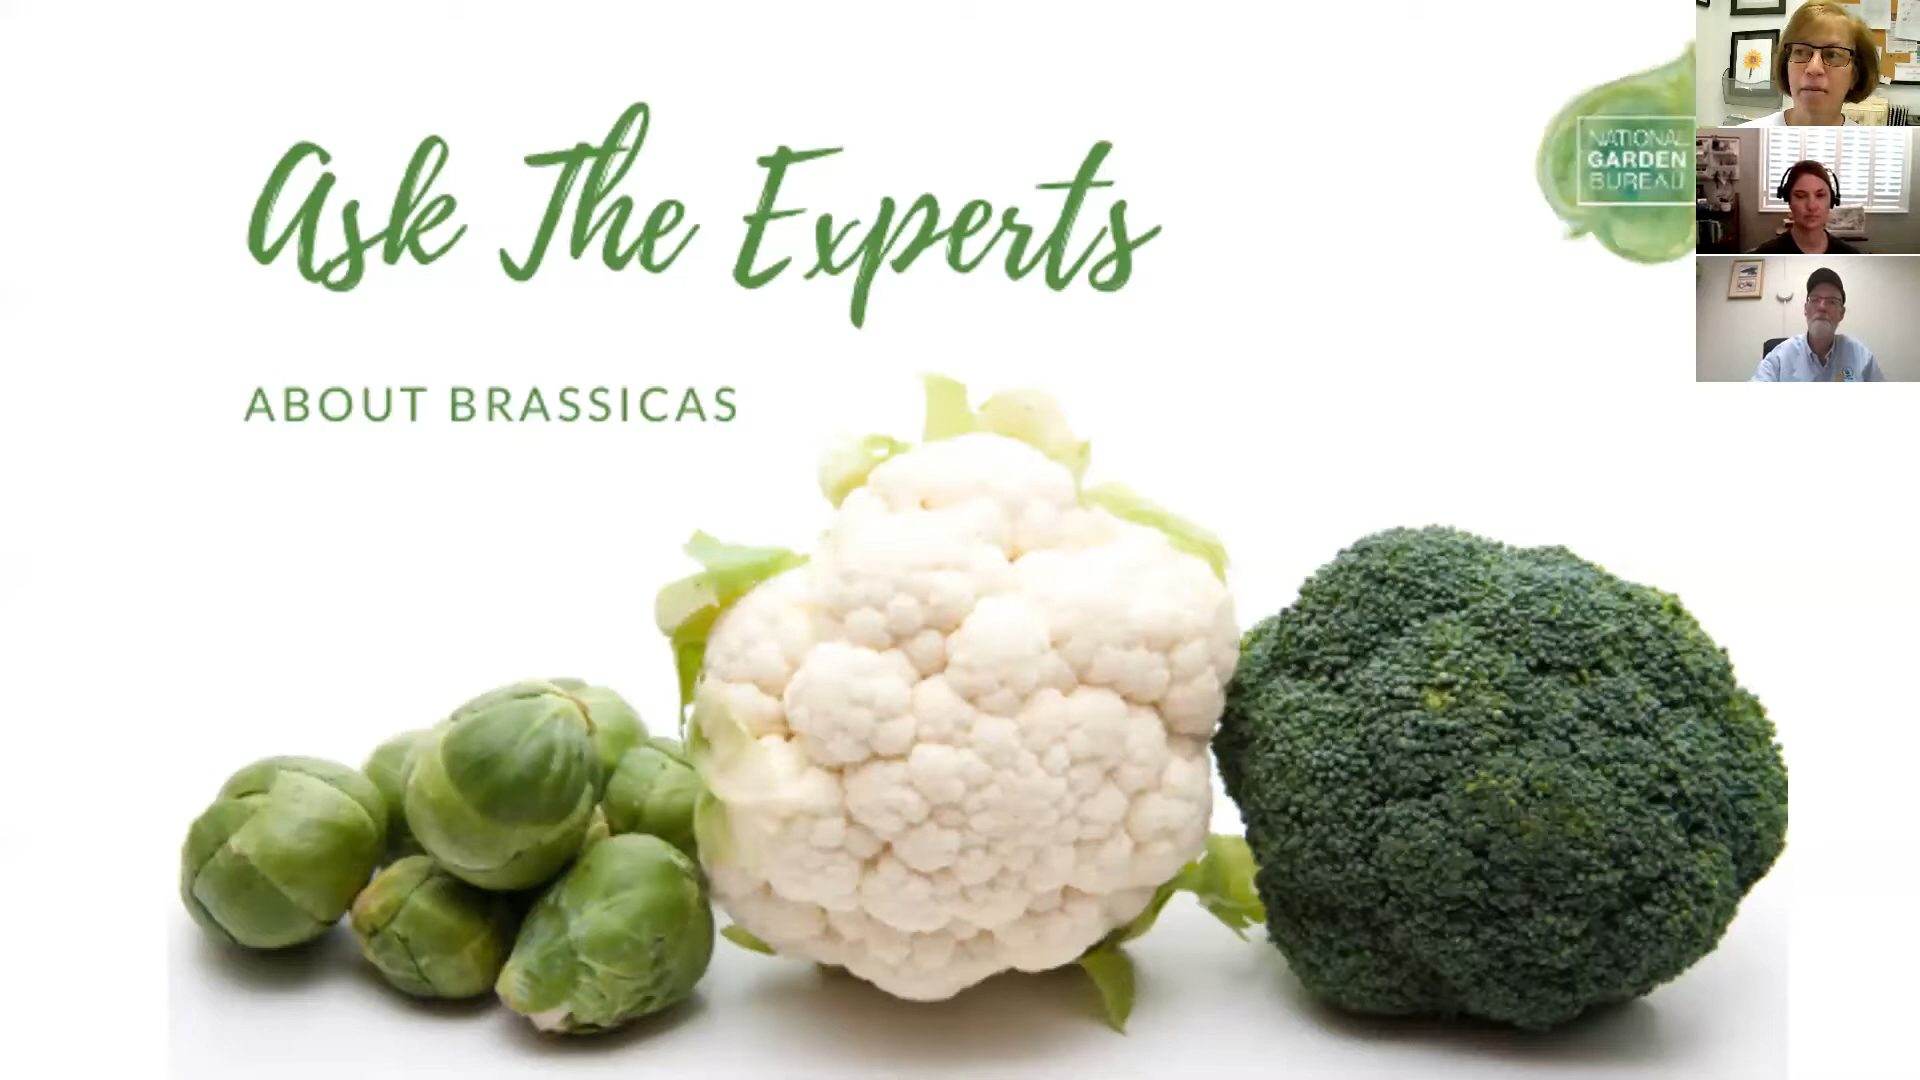 Ask The Experts
ABOUT BRASSICAS
NATIONAL
GARDEN
BUREAU